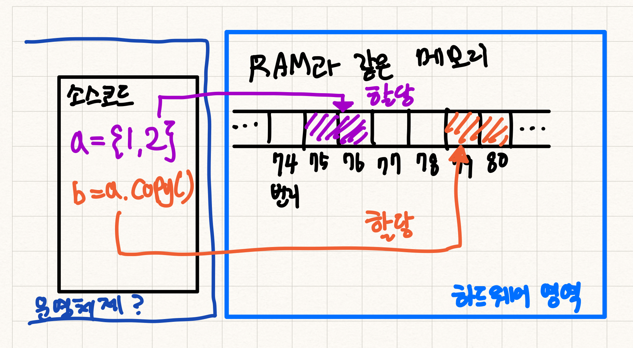 소스코드
a={1,2}
b=a.copy()
운영체제?
RAM과 같은 메모리
할당
... ...
74 75 76 77 78 79 80
번지
할당
하드웨어 영역